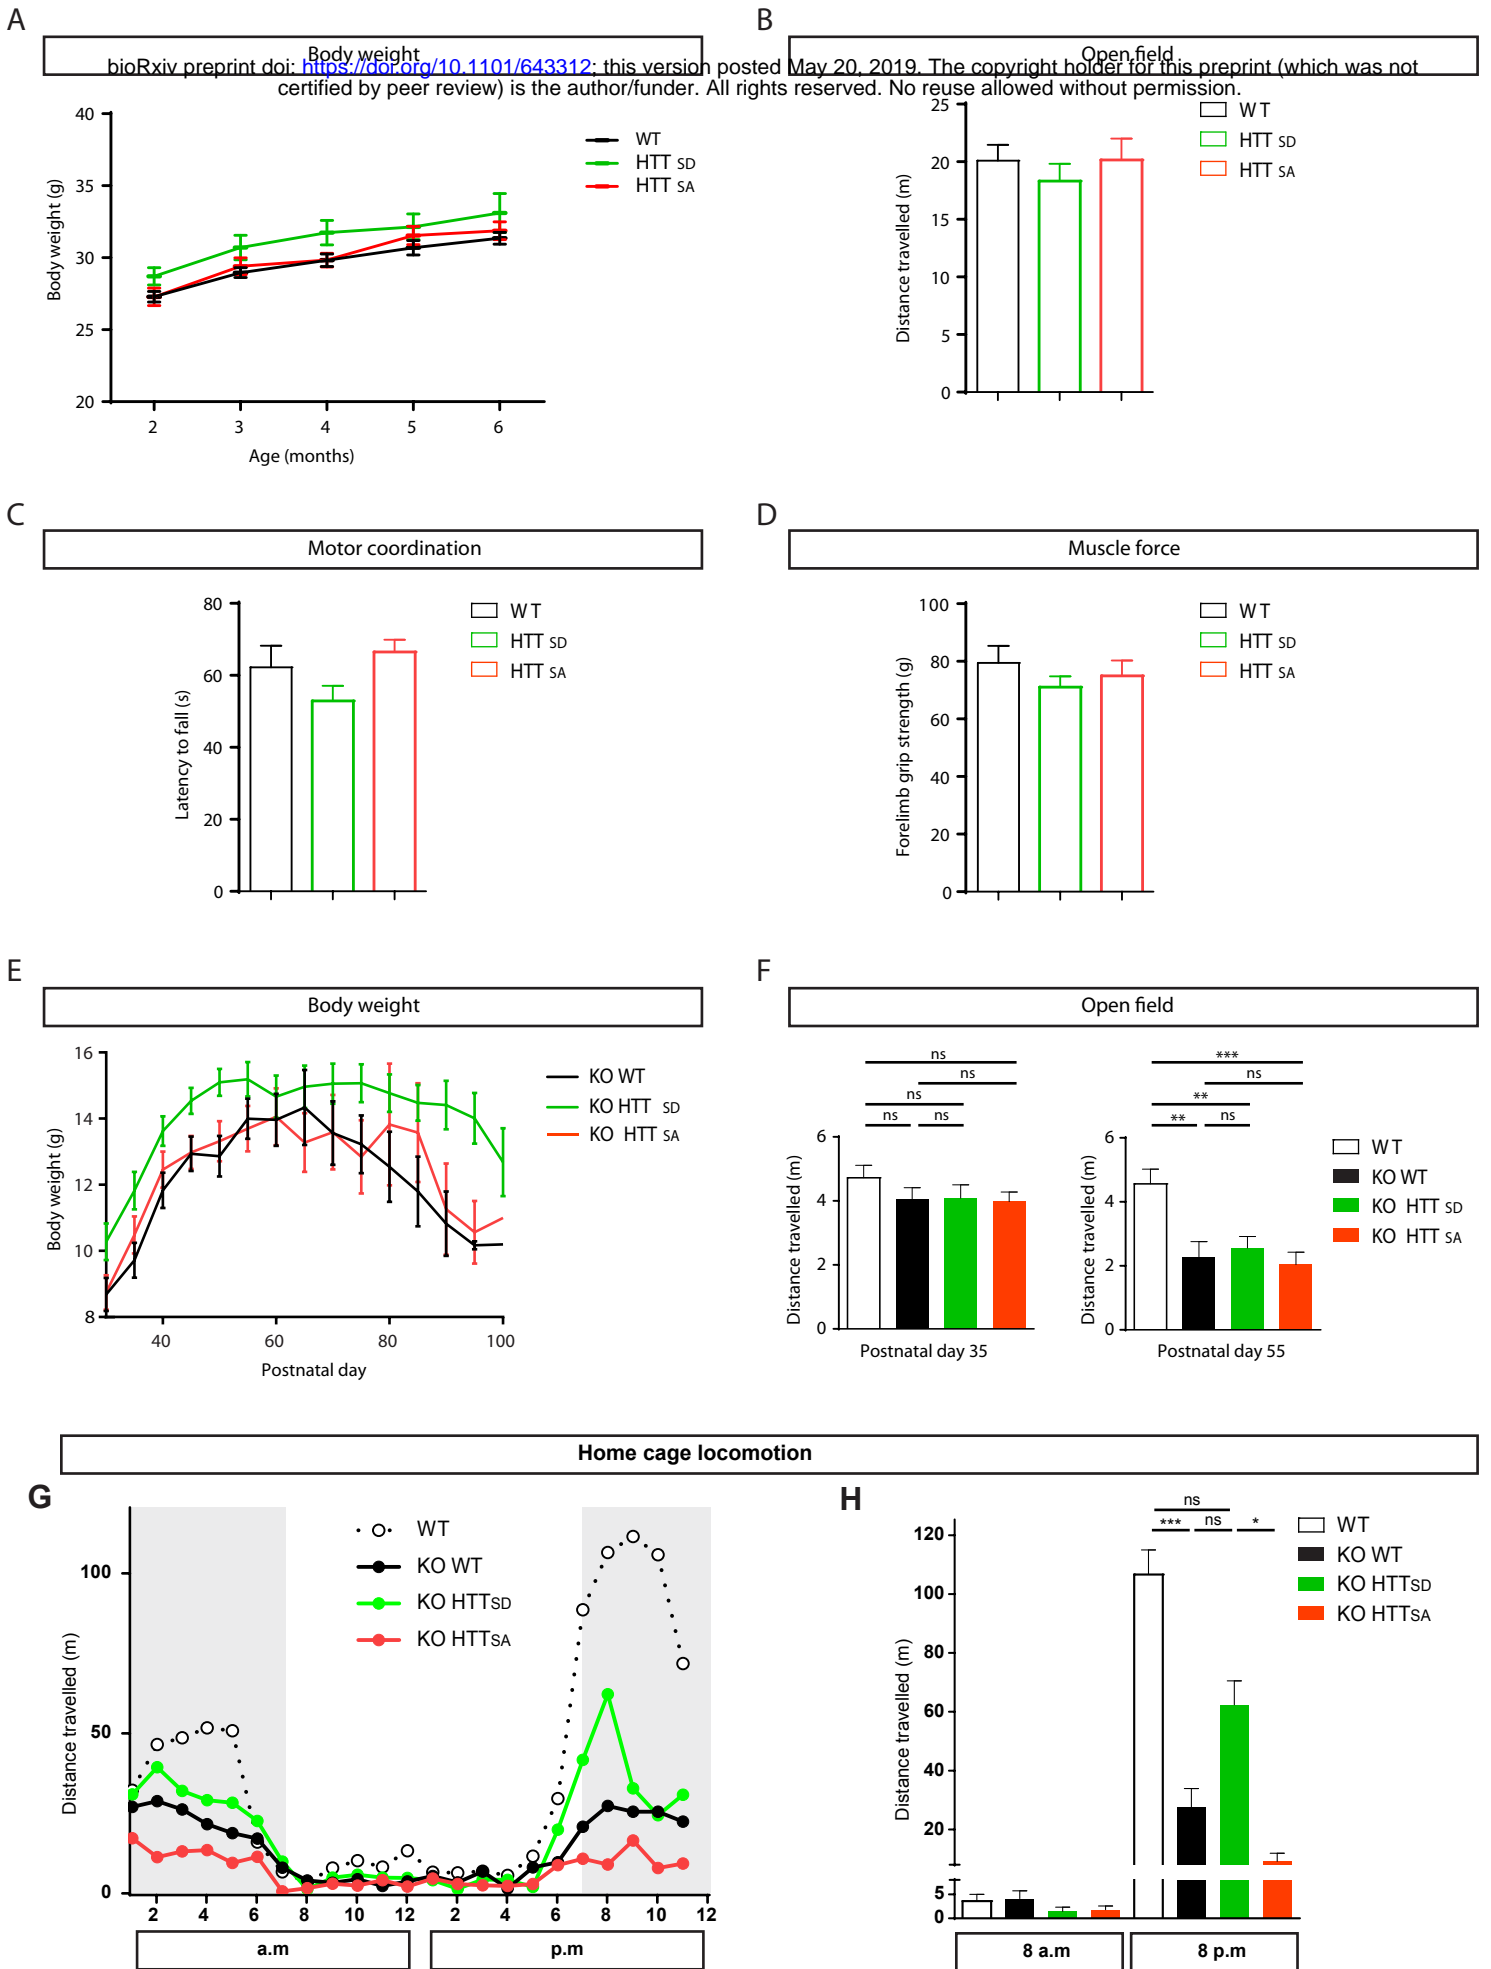 A
B
Body weight
Open field
bioRxiv preprint doi: https://doi.org/10.1101/643312; this version posted May 20, 2019. The copyright holder for this preprint (which was not
certified by peer review) is the author/funder. All rights reserved. No reuse allowed without permission.
40
35
30
25
20
Body weight (g)
2 3 4 5 6
Age (months)
WT
HTT SD
HTT SA
25
20
15
10
5
0
Distance travelled (m)
WT
HTT SD
HTT SA
C
D
Motor coordination
Muscle force
80
60
40
20
0
Latency to fall (s)
WT
HTT SD
HTT SA
100
80
60
40
20
0
Forelimb grip strength (g)
WT
HTT SD
HTT SA
E
F
Body weight
Open field
16
14
12
10
8
Body weight (g)
40 60 80 100
Postnatal day
KO WT
KO HTT SD
KO HTT SA
ns
ns
ns
ns ns
6
4
2
0
Distance travelled (m)
Postnatal day 35
***
ns
**
** ns
6
4
2
0
Distance travelled (m)
Postnatal day 55
WT
KO WT
KO HTT SD
KO HTT SA
Home cage locomotion
G
H
100
50
0
Distance travelled (m)
WT
KO WT
KO HTTSD
KO HTTSA
2 4 6 8 10 12 2 4 6 8 10 12
a.m p.m
ns
*** ns *
120
100
80
60
40
20
5
0
Distance travelled (m)
WT
KO WT
KO HTTSD
KO HTTSA
8 a.m 8 p.m